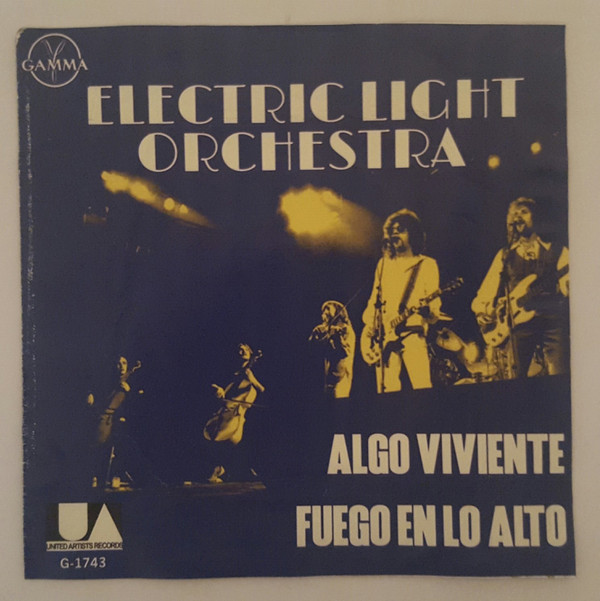 GAMMA
ELECTRIC LIGHT
ORCHESTRA
ALGO VIVIENTE
FUEGO EN LO ALTO
UA
UNITED ARTISTS RECORDS
G-1743